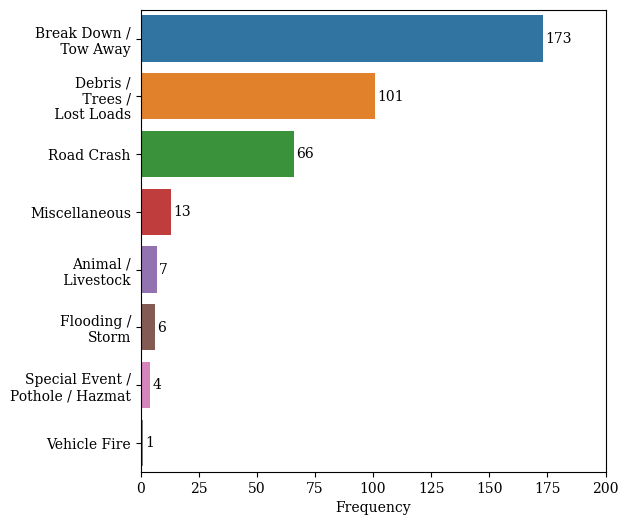 Break Down /
Tow Away
173
Debris /
Trees /
Lost Loads
101
Road Crash
66
Miscellaneous
13
Animal /
Livestock
7
Flooding /
Storm
6
Special Event /
Pothole / Hazmat
4
Vehicle Fire
1
0 25 50 75 100 125 150 175 200
Frequency